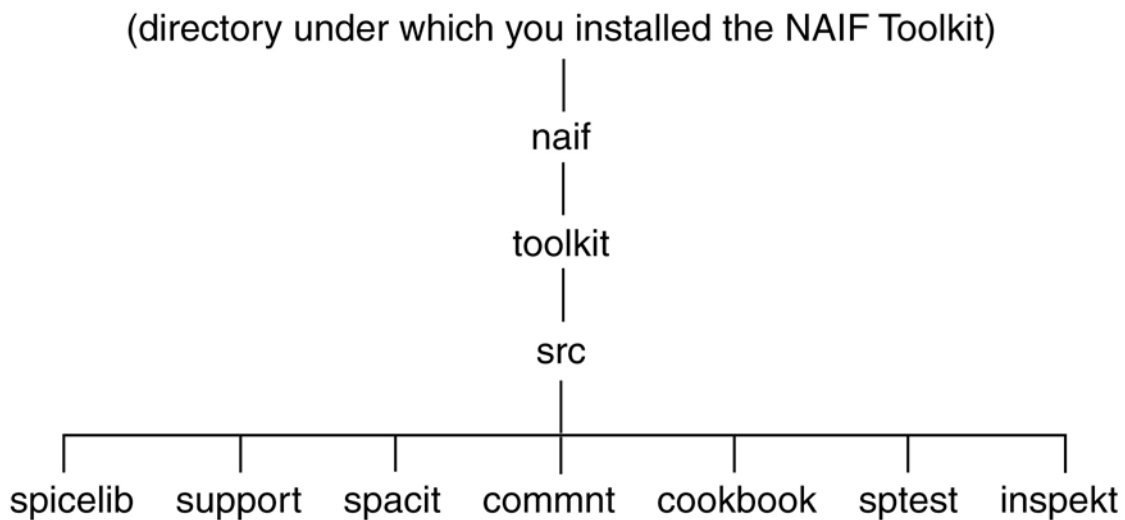 (directory under which you installed the NAIF Toolkit)
naif
toolkit
src
spicelib support spacit commnt cookbook sptest inspekt